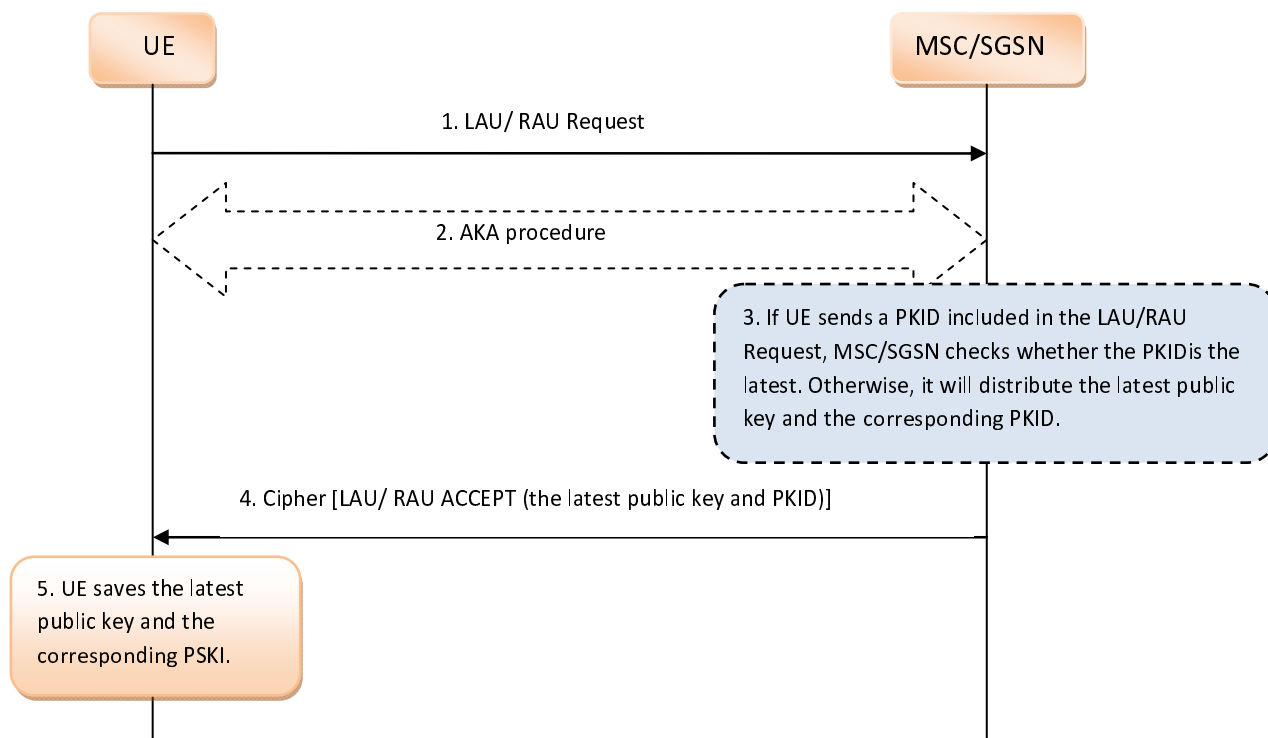 UE
MSC/SGSN
1. LAU/ RAU Request
2. AKA procedure
3. If UE sends a PKID included in the LAU/RAU
Request, MSC/SGSN checks whether the PKIDis the
latest. Otherwise, it will distribute the latest public
key and the corresponding PKID.
4. Cipher [LAU/ RAU ACCEPT (the latest public key and PKID)]
5. UE saves the latest
public key and the
corresponding PSKI.